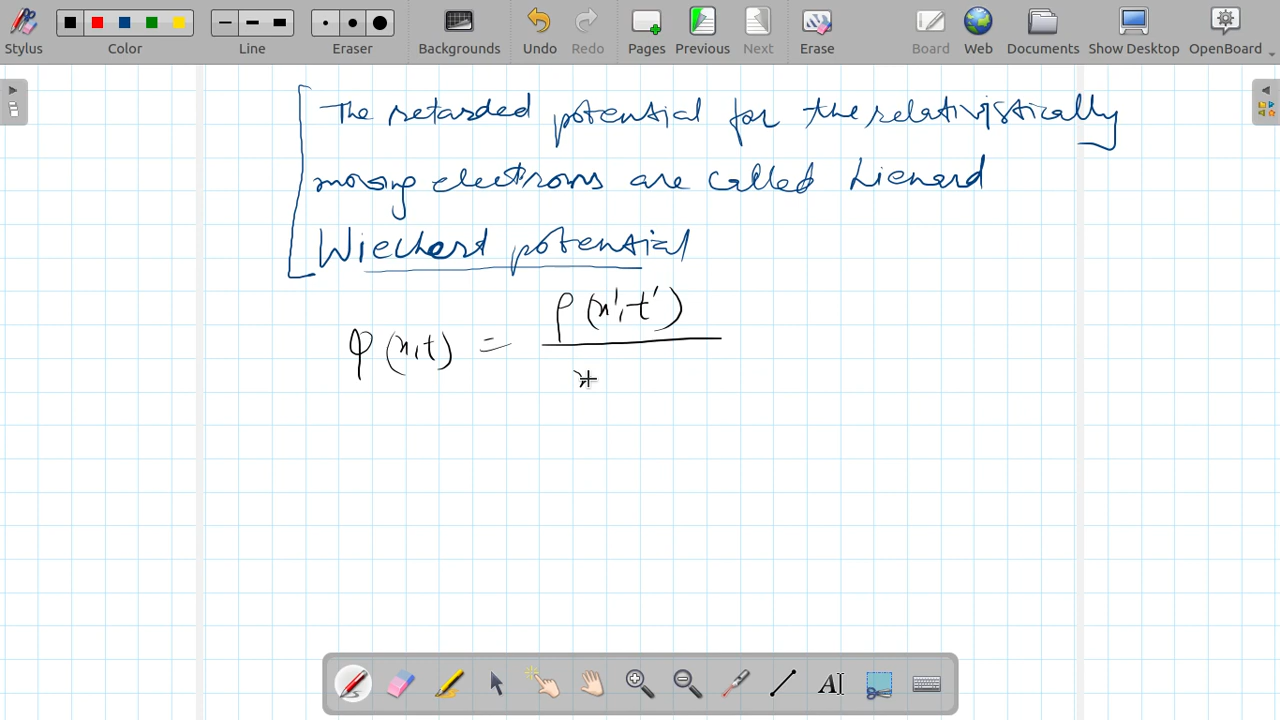 Stylus Color Line Eraser Backgrounds Undo Redo Pages Previous Next Erase Board Web Documents Show Desktop OpenBoard
The retarded potential for the relativistically
moving electrons are called Lienard
Wiechert potential
φ(x,t) = ρ(x',t')
AI